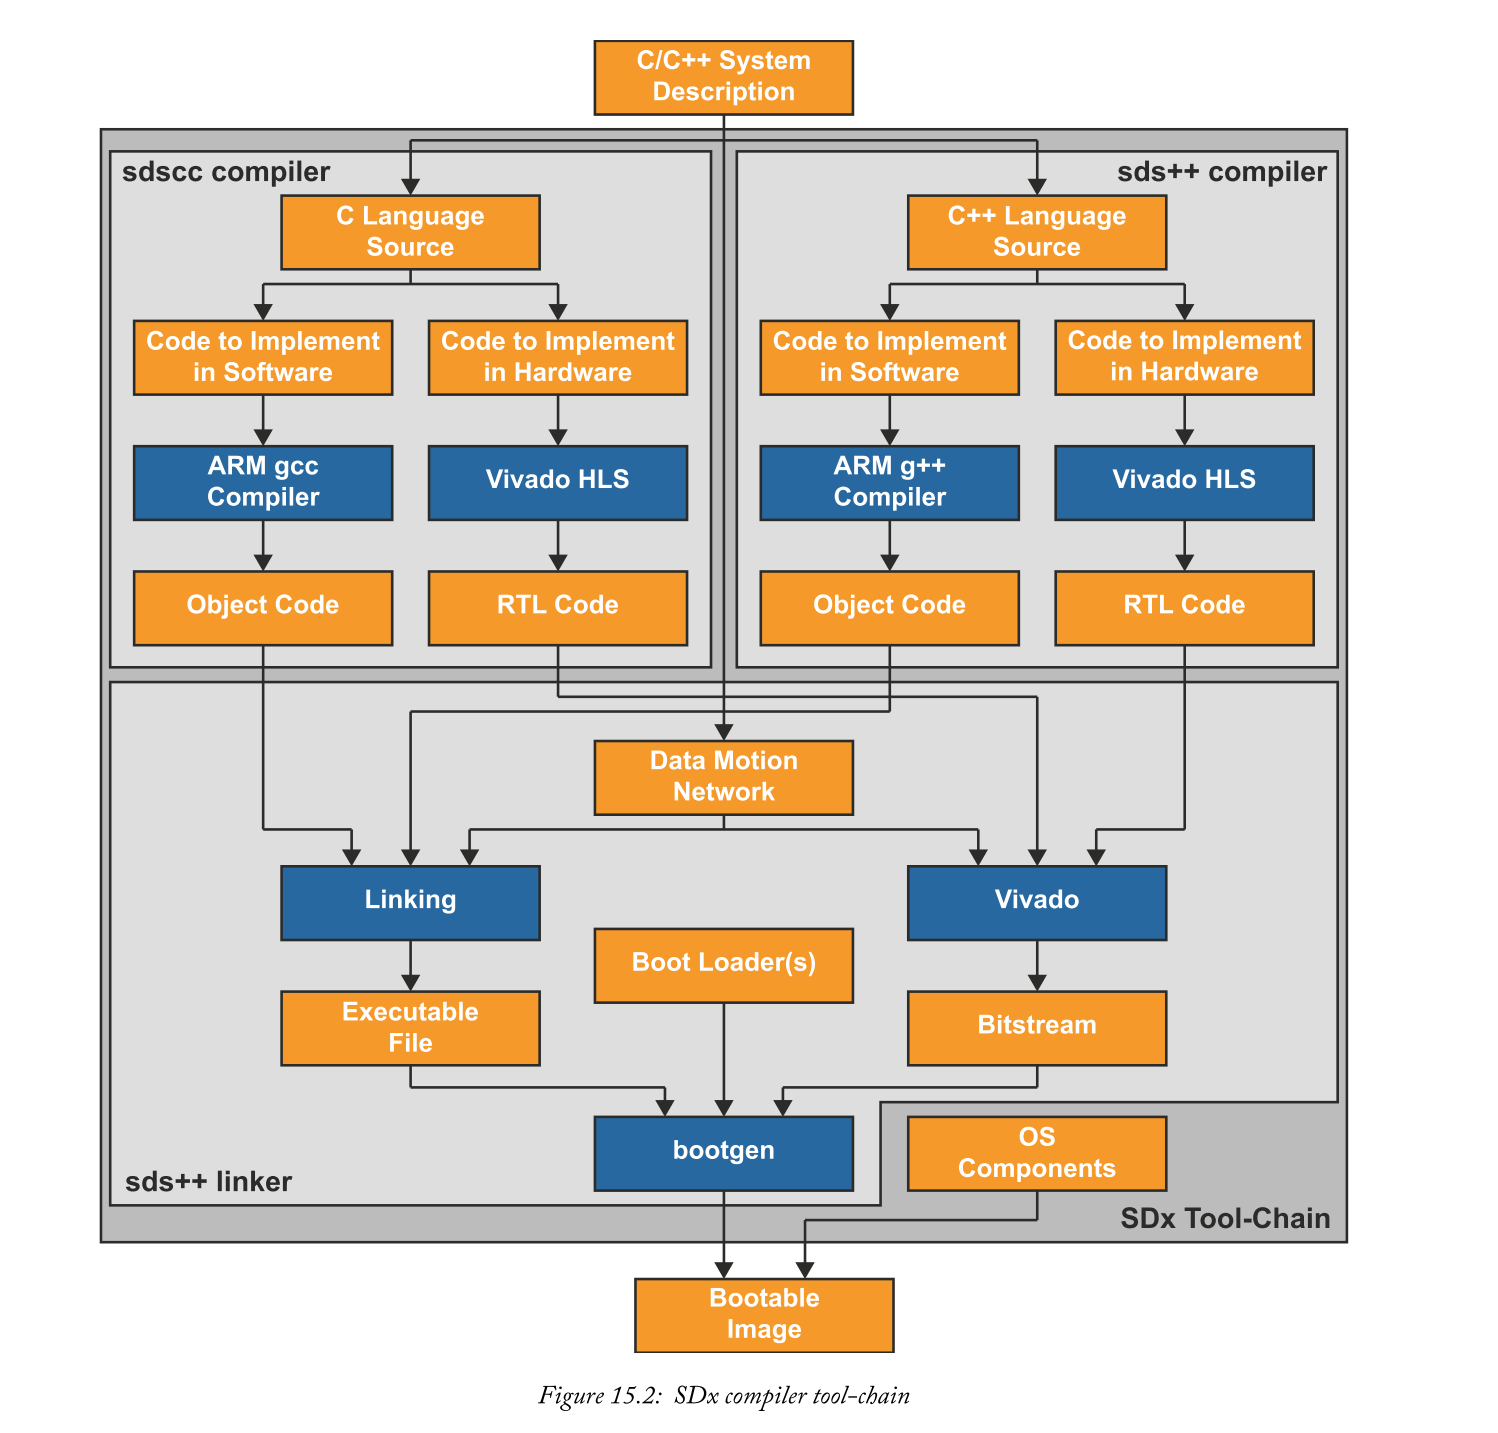 C/C++ System
Description
sdscc compiler
sds++ compiler
C Language
Source
C++ Language
Source
Code to Implement
in Software
Code to Implement
in Hardware
Code to Implement
in Software
Code to Implement
in Hardware
ARM gcc
Compiler
Vivado HLS
ARM g++
Compiler
Vivado HLS
Object Code
RTL Code
Object Code
RTL Code
Data Motion
Network
Linking
Vivado
Boot Loader(s)
Executable
File
Bitstream
bootgen
OS
Components
sds++ linker
SDx Tool-Chain
Bootable
Image
Figure 15.2: SDx compiler tool-chain